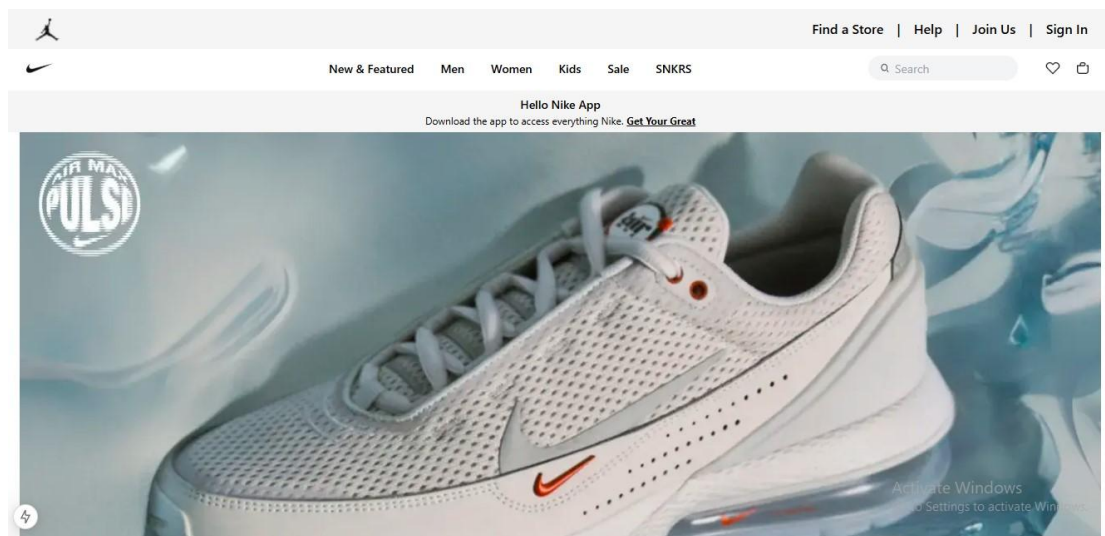 Find a Store | Help | Join Us | Sign In
New & Featured Men Women Kids Sale SNKRS Search
Hello Nike App
Download the app to access everything Nike. Get Your Great
AIR MAX
PULSE
Air
Activate Windows
to Settings to activate Windows.